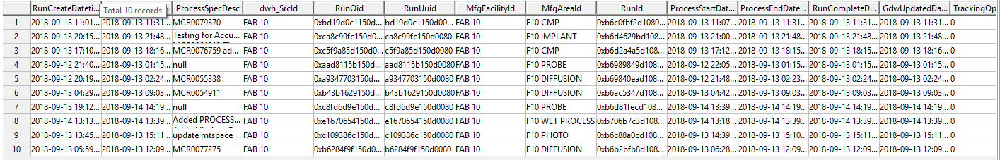 RunCreateDateti... Total 10 records ProcessSpecDesc dwh_SrcId RunOid RunUuid MfgFacilityId MfgAreaId RunId ProcessStartDat... ProcessEndDate... RunCompleteD... GdwUpdatedDa... TrackingOp
1 2018-09-13 11:01... 2018-09-13 11:31... MCR0079370 FAB 10 0xbd19d0c1150d... bd19d0c1150d00... FAB 10 F10 CMP 0xb6c0fbf2d1080... 2018-09-13 11:07... 2018-09-13 11:31... 2018-09-13 11:31... 2018-09-13 11:31... 0
2 2018-09-13 20:15... 2018-09-13 21:48... Testing for Accu... FAB 10 0xca8c99fc150d0... ca8c99fc150d0080 FAB 10 F10 IMPLANT 0xb6d4629bd108... 2018-09-13 21:00... 2018-09-13 21:48... 2018-09-13 21:48... 2018-09-13 21:48... 0
3 2018-09-13 17:10... 2018-09-13 18:16... MCR0076759 ad... FAB 10 0xc5f9a85d150d0... c5f9a85d150d0080 FAB 10 F10 CMP 0xb6d2a4a5d108... 2018-09-13 17:12... 2018-09-13 18:15... 2018-09-13 18:15... 2018-09-13 18:16... 0
4 2018-09-12 21:40... 2018-09-13 01:15... null FAB 10 0xaad8115b150d... aad8115b150d0080 FAB 10 F10 PROBE 0xb6989849d108... 2018-09-12 22:05... 2018-09-13 01:15... 2018-09-13 01:15... 2018-09-13 01:15... 0
5 2018-09-12 20:19... 2018-09-13 02:24... MCR0055338 FAB 10 0xa9347703150d... a9347703150d0080 FAB 10 F10 DIFFUSION 0xb69840ead108... 2018-09-12 21:48... 2018-09-13 02:23... 2018-09-13 02:24... 2018-09-13 02:24... 0
6 2018-09-13 04:29... 2018-09-13 09:03... MCR0054911 FAB 10 0xb43b1629150d... b43b1629150d0080 FAB 10 F10 DIFFUSION 0xb6ac5347d108... 2018-09-13 04:42... 2018-09-13 09:03... 2018-09-13 09:03... 2018-09-13 09:03... 0
7 2018-09-13 19:12... 2018-09-14 14:19... null FAB 10 0xc8fd6d9e150d... c8fd6d9e150d0080 FAB 10 F10 PROBE 0xb6d81fecd108... 2018-09-14 13:39... 2018-09-14 14:19... 2018-09-14 14:19... 2018-09-14 14:19... 0
8 2018-09-14 13:13... 2018-09-14 13:39... Added PROCESS... FAB 10 0xe1670654150d... e1670654150d0080 FAB 10 F10 WET PROCESS 0xb706b7c3d108... 2018-09-14 13:18... 2018-09-14 13:39... 2018-09-14 13:39... 2018-09-14 13:39... 0
9 2018-09-13 13:45... 2018-09-13 15:11... update mtspace ... FAB 10 0xc109386c150d... c109386c150d0080 FAB 10 F10 PHOTO 0xb6c88a0cd108... 2018-09-13 14:39... 2018-09-13 15:10... 2018-09-13 15:11... 2018-09-13 15:11... 0
10 2018-09-13 05:59... 2018-09-13 12:09... MCR0077275 FAB 10 0xb6284f9f150d0... b6284f9f150d0080 FAB 10 F10 DIFFUSION 0xb6b2bfb8d108... 2018-09-13 06:28... 2018-09-13 12:09... 2018-09-13 12:09... 2018-09-13 12:09... 0